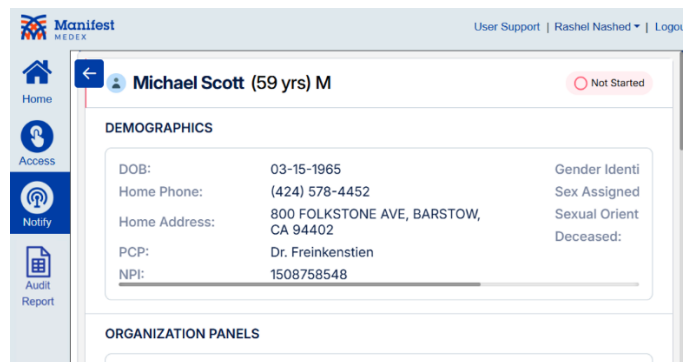 Manifest
MEDEX
User Support | Rashel Nashed | Logou
Home
Access
Notify
Audit
Report
Michael Scott (59 yrs) M
Not Started
DEMOGRAPHICS
DOB: 03-15-1965 Gender Identi
Home Phone: (424) 578-4452 Sex Assigned
Home Address: 800 FOLKSTONE AVE, BARSTOW, Sexual Orient
CA 94402
Deceased:
PCP: Dr. Freinkenstien
NPI: 1508758548
ORGANIZATION PANELS